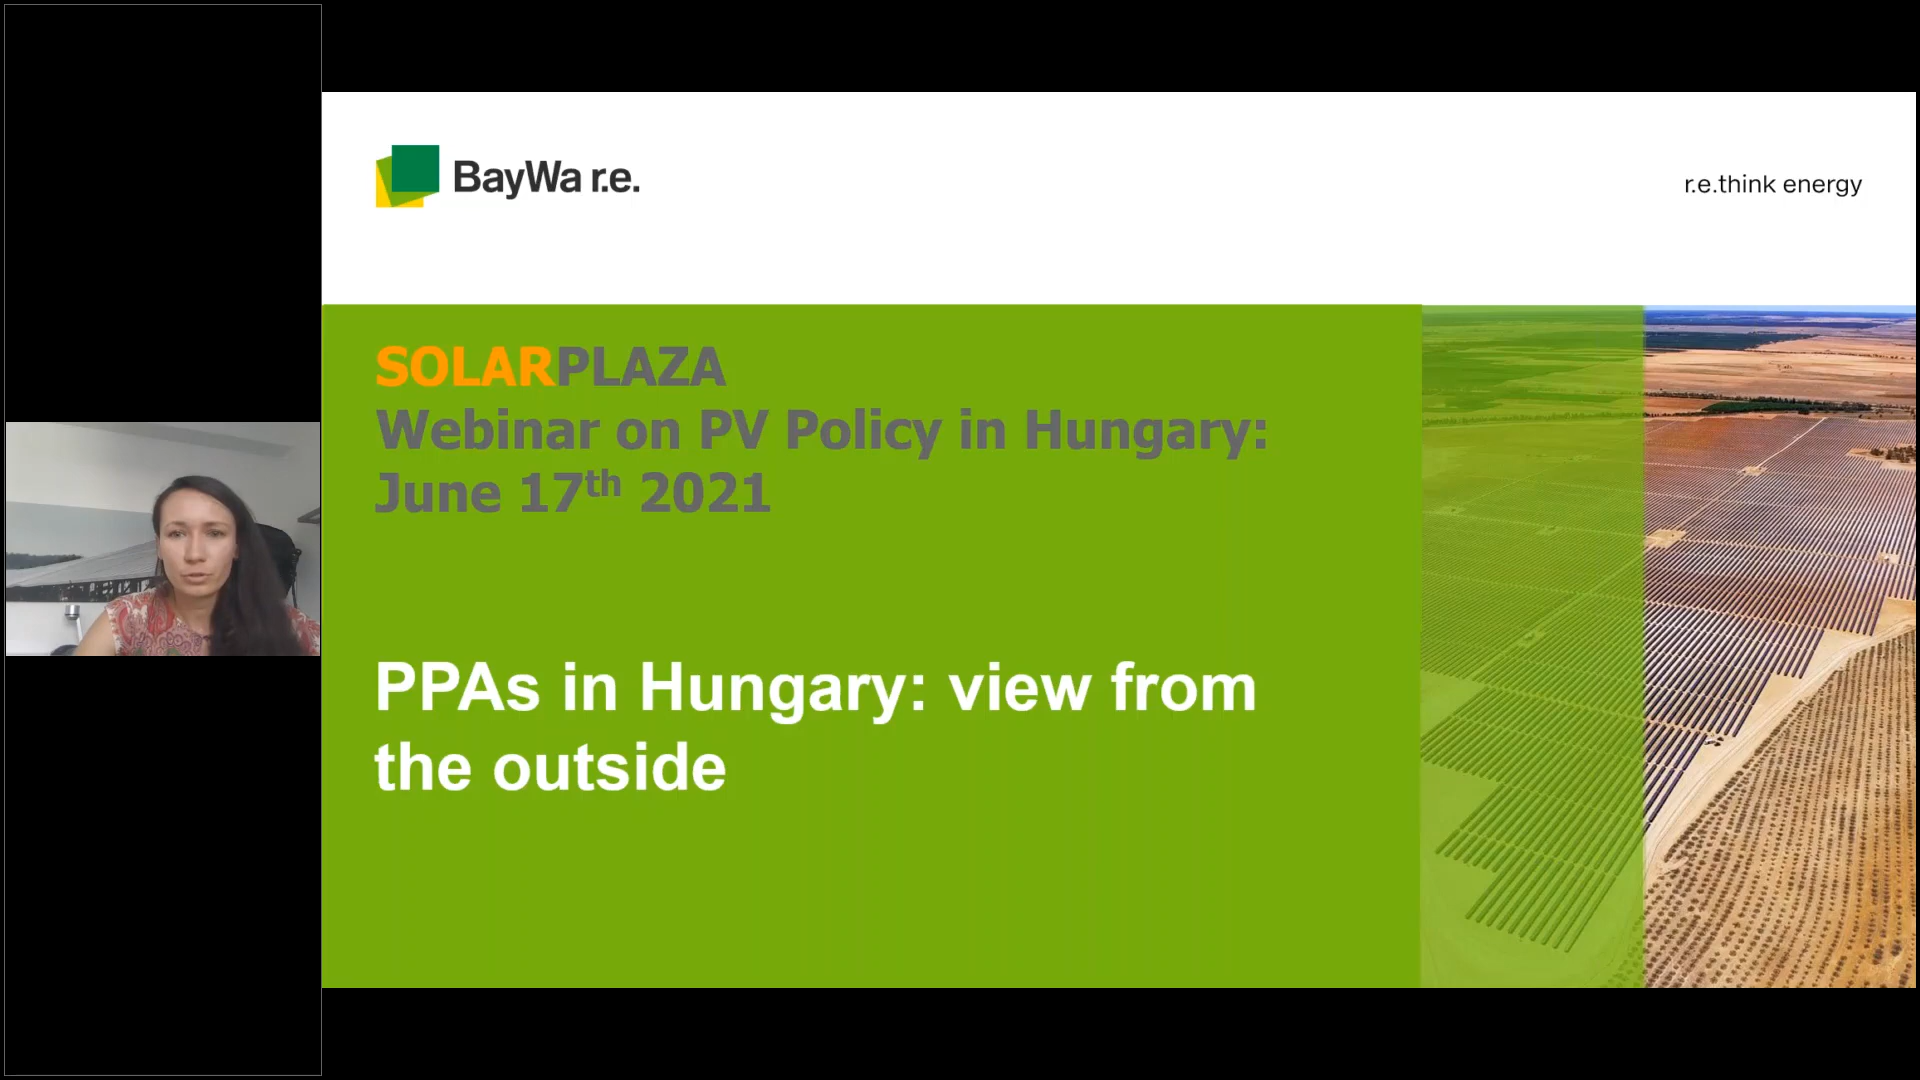 BayWa r.e.
r.e.think energy
SOLARPLAZA
Webinar on PV Policy in Hungary:
June 17th 2021
PPAs in Hungary: view from
the outside